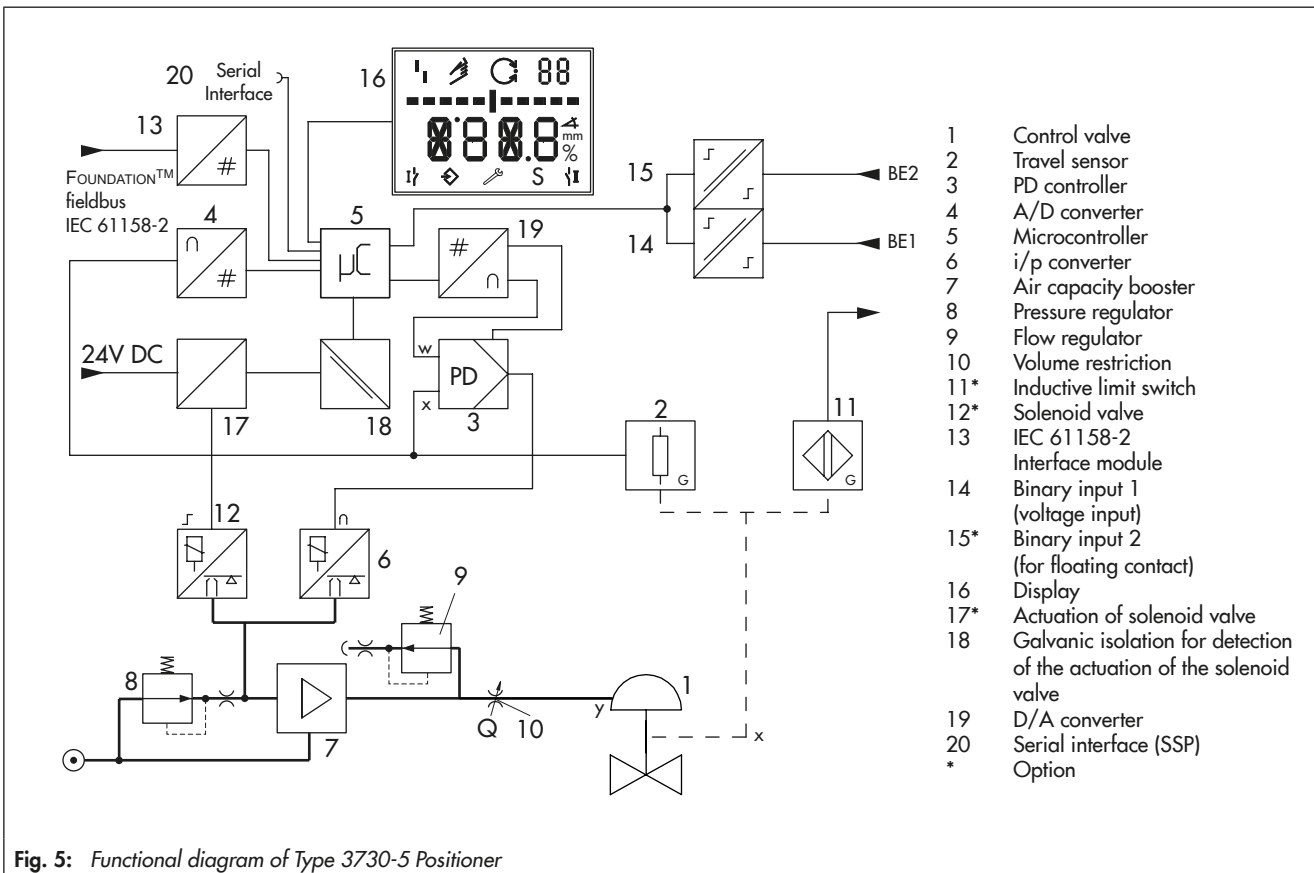 20 Serial Interface
16
88
8.8.8.8 mm %
S
13
FOUNDATION™ fieldbus IEC 61158-2
#
4
#
5
µC
19
#
15
BE2
14
BE1
24V DC
17
18
w
x
PD
3
2
G
11
G
12
6
9
8
7
Q
10
y
1
x
1 Control valve
2 Travel sensor
3 PD controller
4 A/D converter
5 Microcontroller
6 i/p converter
7 Air capacity booster
8 Pressure regulator
9 Flow regulator
10 Volume restriction
11* Inductive limit switch
12* Solenoid valve
13 IEC 61158-2
Interface module
14 Binary input 1
(voltage input)
15* Binary input 2
(for floating contact)
16 Display
17* Actuation of solenoid valve
18 Galvanic isolation for detection
of the actuation of the solenoid
valve
19 D/A converter
20 Serial interface (SSP)
* Option
Fig. 5: Functional diagram of Type 3730-5 Positioner